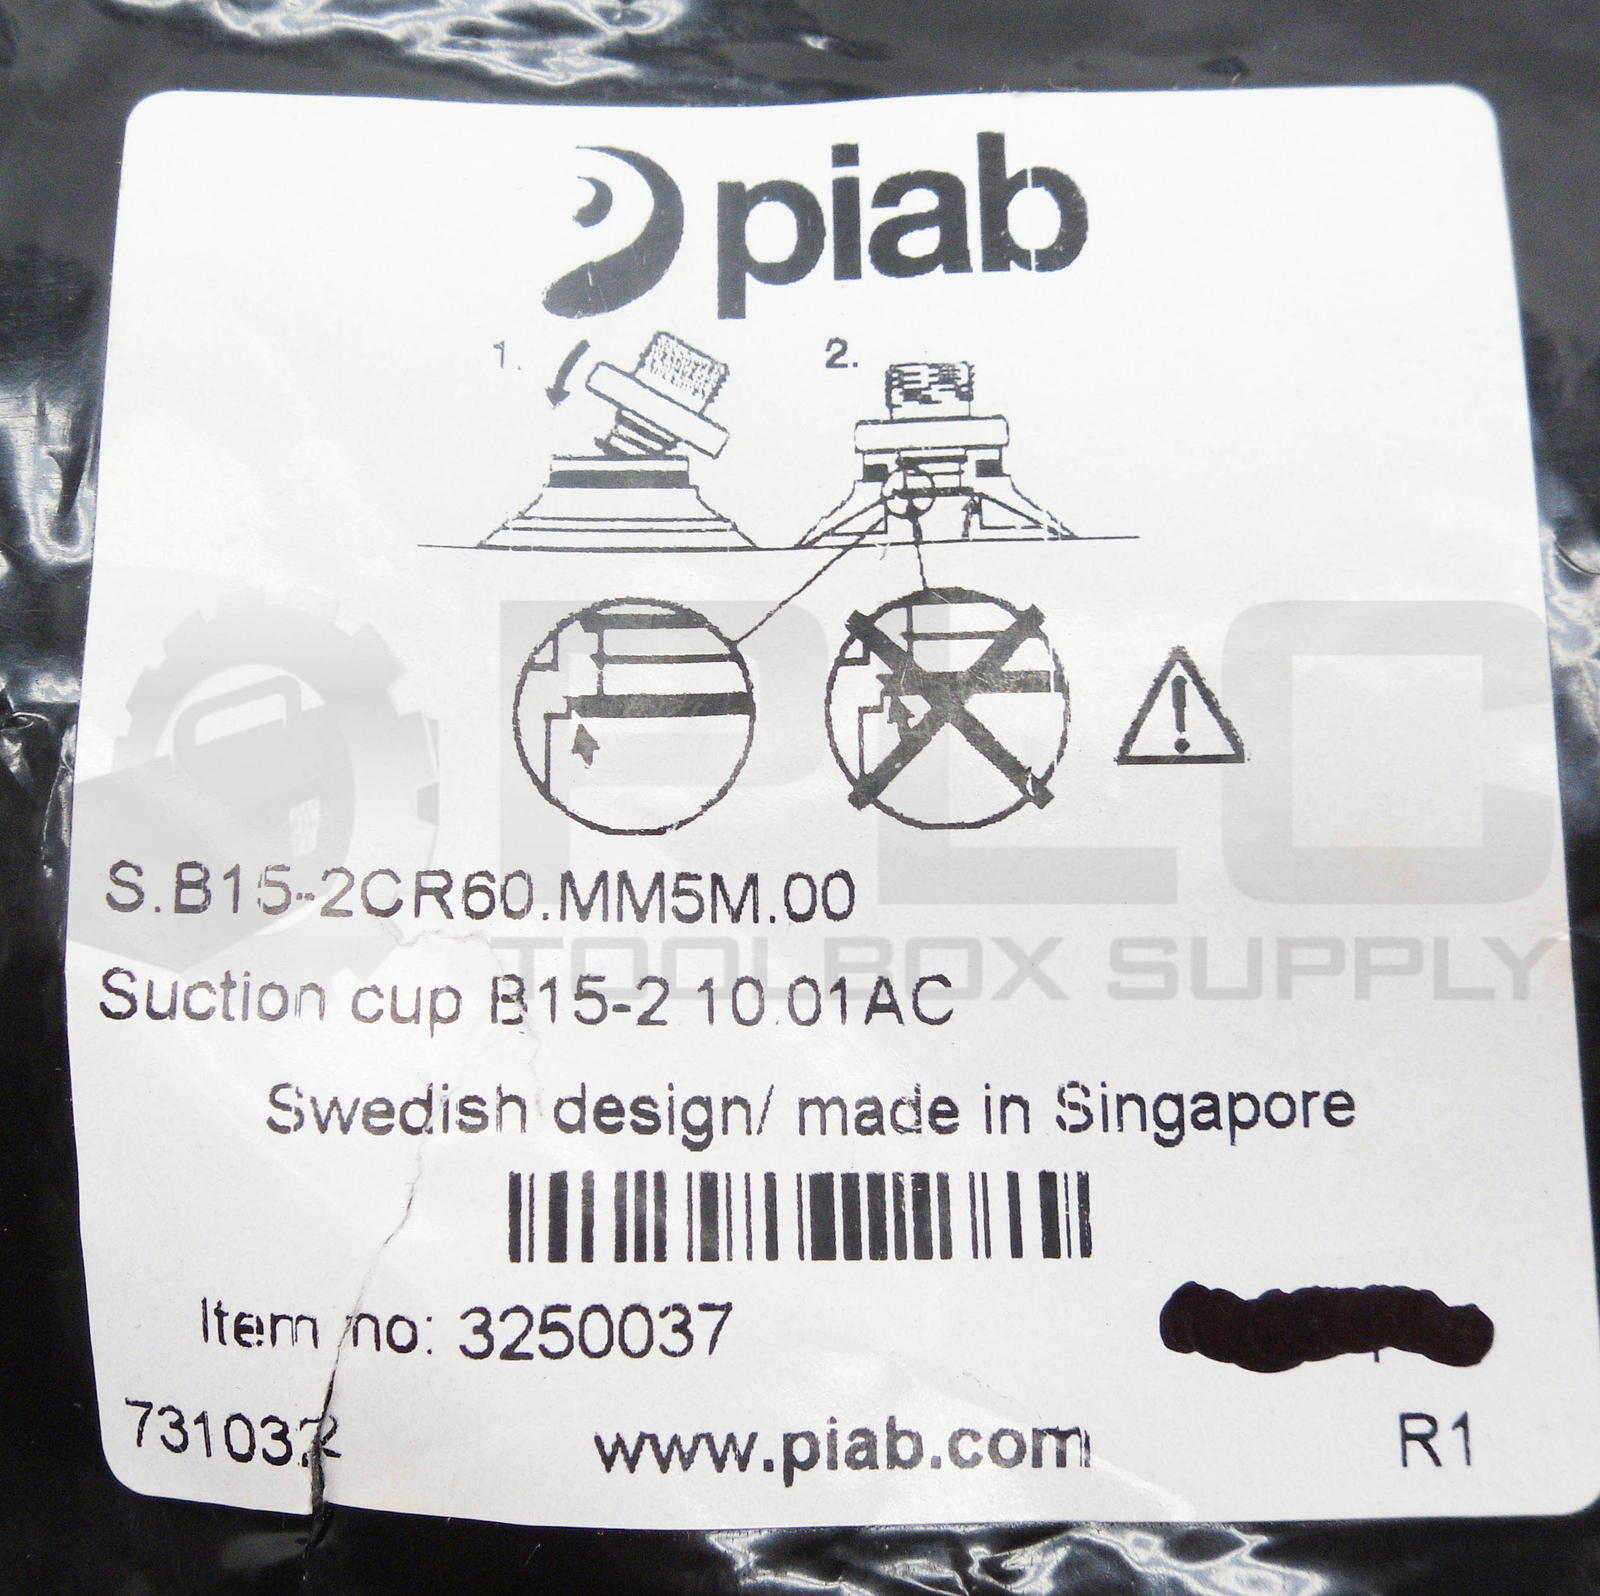 piab
1. 2.
S.B15-2CR60.MM5M.00
Suction cup B15-2 10.01AC
Swedish design/ made in Singapore
Item no: 3250037
www.piab.com R1
PLC
TOOLBOX SUPPLY